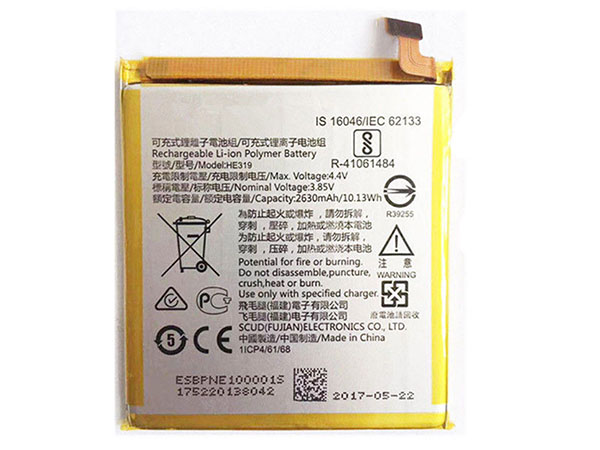 IS 16046/IEC 62133
可充式鋰離子電池組/可充式锂离子电池组
Rechargeable Li-ion Polymer Battery
型號/型号/Model:HE319
R-41061484
充電限制電壓/充电限制电压/Max. Voltage:4.4V
標稱電壓/标称电压/Nominal Voltage:3.85V
額定電容量/额定容量/Capacity:2630mAh/10.13Wh
R39255
為防止起火或爆炸，請勿拆解，
穿刺，壓碎，加熱或燃燒本電池
为防止起火或爆炸，请勿拆解，
穿刺，压碎，加热或燃烧本电池
注意
WARNING
Potential for fire or burning.
Do not disassemble,puncture,
crush,heat or burn.
Use only with specified charger.
飛毛腿(福建)電子有限公司
飞毛腿(福建)电子有限公司
廢電池請回收
SCUD(FUJIAN)ELECTRONICS CO.,LTD
中國製造/中国制造/Made in China
1ICP4/61/68
5
PG
ESBPNE100001S
175220138042
2017-05-22